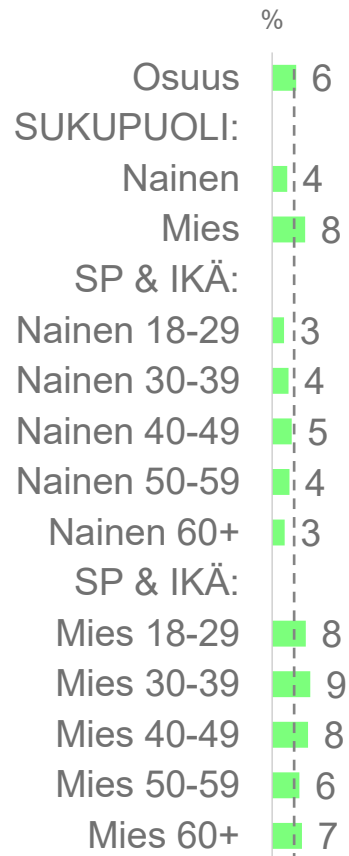 %
Osuus 6
SUKUPUOLI:
Nainen 4
Mies 8
SP & IKÄ:
Nainen 18-29 3
Nainen 30-39 4
Nainen 40-49 5
Nainen 50-59 4
Nainen 60+ 3
SP & IKÄ:
Mies 18-29 8
Mies 30-39 9
Mies 40-49 8
Mies 50-59 6
Mies 60+ 7